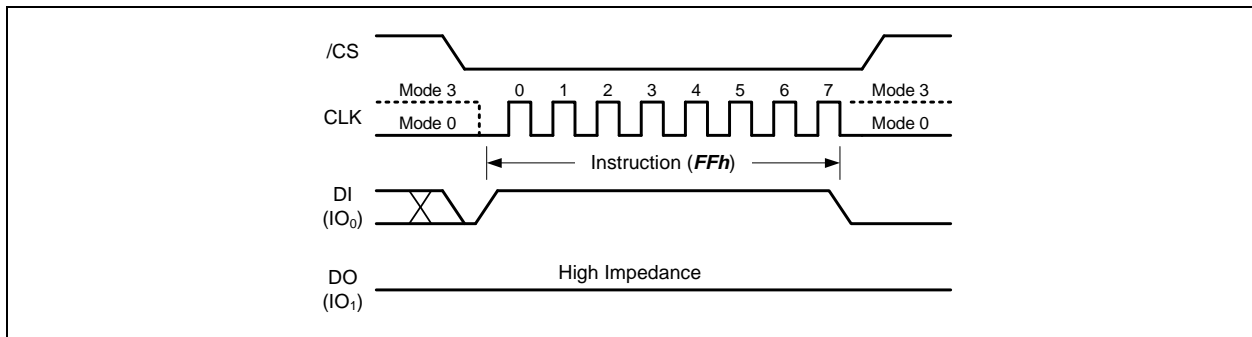 /CS
Mode 3 0 1 2 3 4 5 6 7 Mode 3
CLK
Mode 0 Mode 0
Instruction (FFh)
DI
(IO₀)
High Impedance
DO
(IO₁)